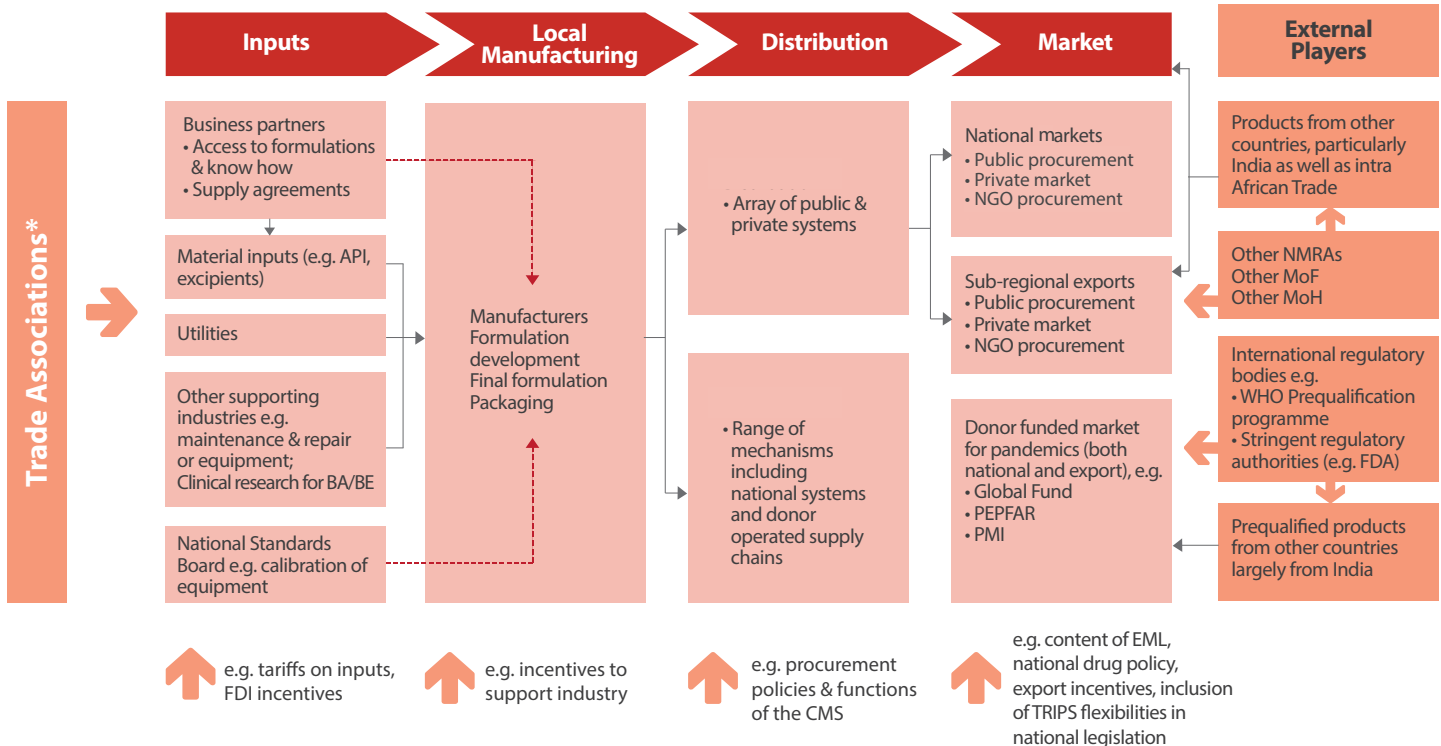 Inputs
Local
Manufacturing
Distribution
Market
External
Players
Trade Associations*
Business partners
• Access to formulations
& know how
• Supply agreements
Material inputs (e.g. API,
excipients)
Utilities
Other supporting
industries e.g.
maintenance & repair
or equipment;
Clinical research for BA/BE
National Standards
Board e.g. calibration of
equipment
Manufacturers
Formulation
development
Final formulation
Packaging
• Array of public &
private systems
• Range of
mechanisms
including
national systems
and donor
operated supply
chains
National markets
• Public procurement
• Private market
• NGO procurement
Sub-regional exports
• Public procurement
• Private market
• NGO procurement
Donor funded market
for pandemics (both
national and export), e.g.
• Global Fund
• PEPFAR
• PMI
Products from other
countries, particularly
India as well as intra
African Trade
Other NMRAs
Other MoF
Other MoH
International regulatory
bodies e.g.
• WHO Prequalification
programme
• Stringent regulatory
authorities (e.g. FDA)
Prequalified products
from other countries
largely from India
e.g. tariffs on inputs,
FDI incentives
e.g. incentives to
support industry
e.g. procurement
policies & functions
of the CMS
e.g. content of EML,
national drug policy,
export incentives, inclusion
of TRIPS flexibilities in
national legislation